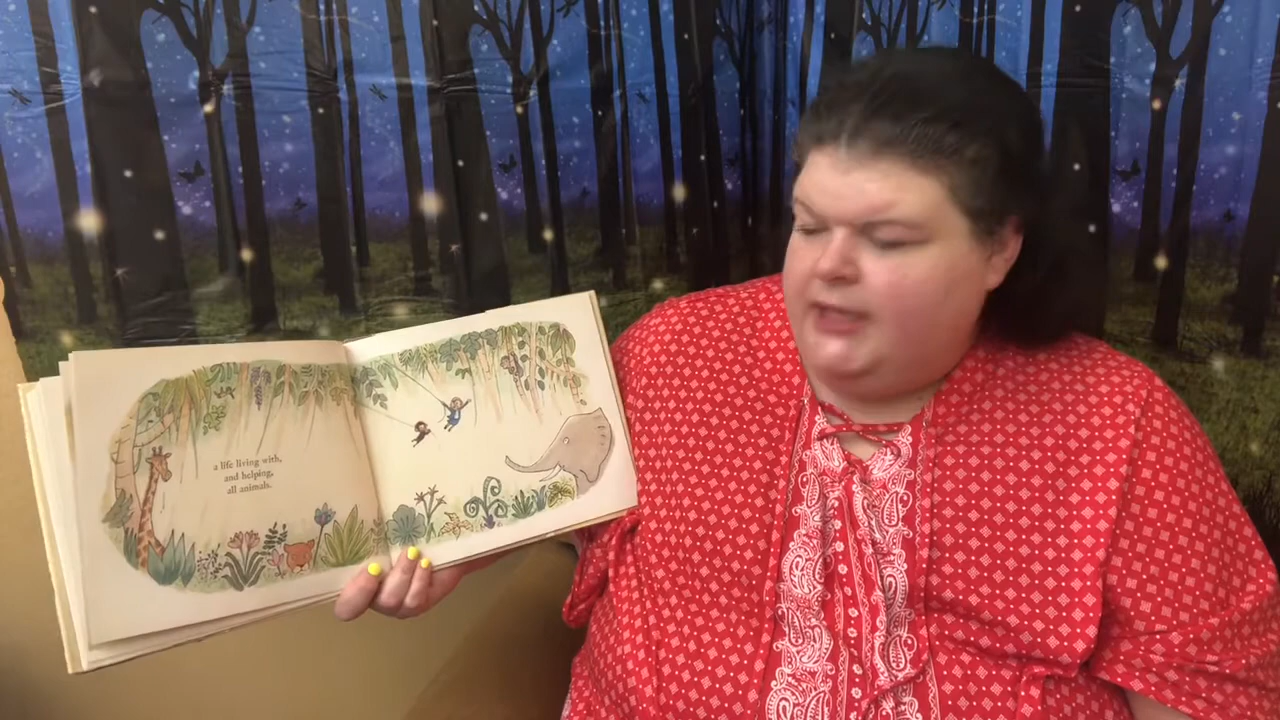 a life living with,
and helping,
all animals.